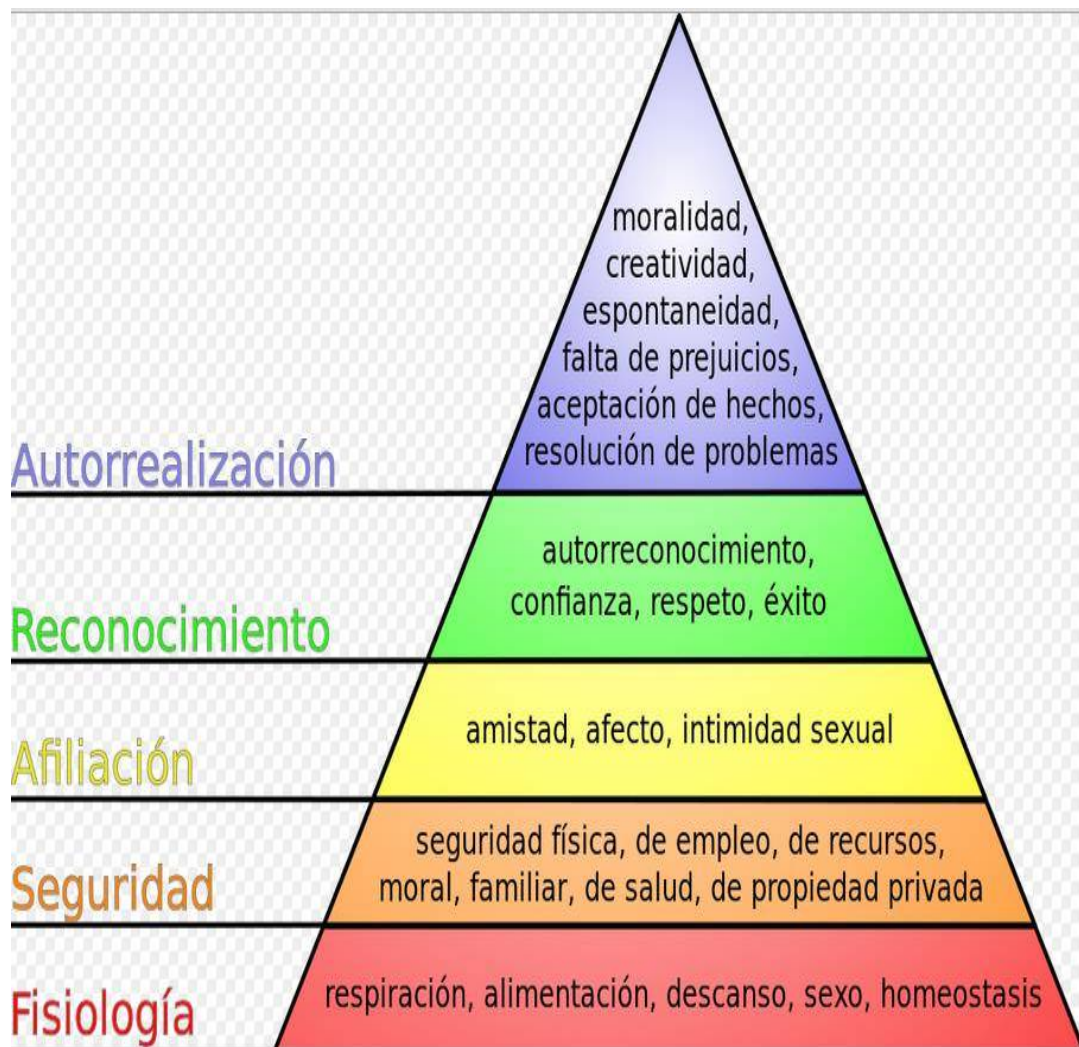 moralidad,
creatividad,
espontaneidad,
falta de prejuicios,
aceptación de hechos,
resolución de problemas
Autorrealización
autorreconocimiento,
confianza, respeto, éxito
Reconocimiento
amistad, afecto, intimidad sexual
Afiliación
seguridad física, de empleo, de recursos,
moral, familiar, de salud, de propiedad privada
Seguridad
respiración, alimentación, descanso, sexo, homeostasis
Fisiología